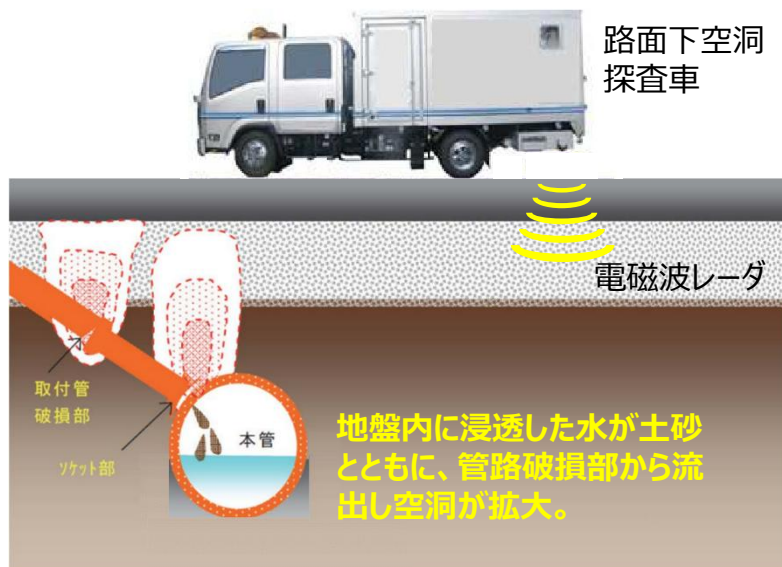 路面下空洞
探査車
電磁波レーダ
取付管
破損部
ソケット部
本管
地盤内に浸透した水が土砂
とともに、管路破損部から流
出し空洞が拡大。